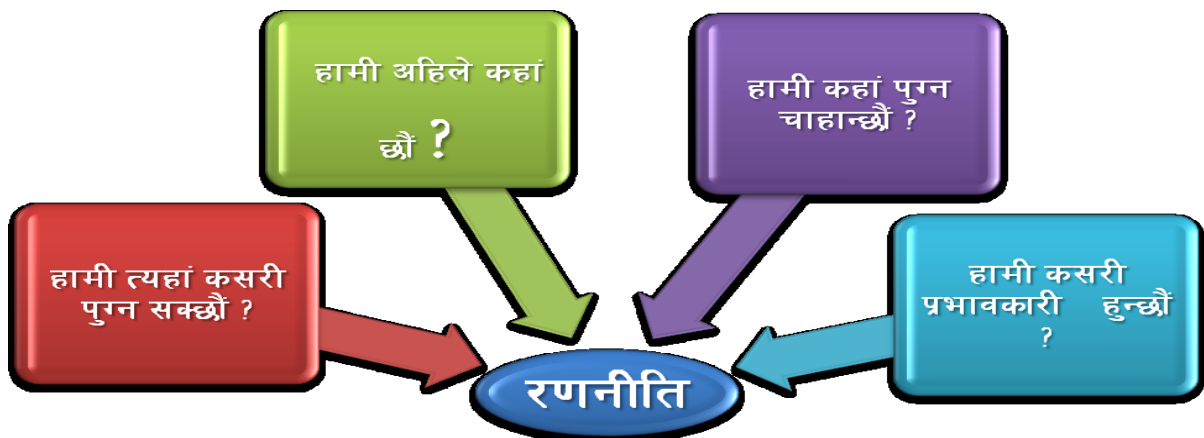 हामी अहिले कहां
छौं ?
हामी कहां पुग्न
चाहान्छौं ?
हामी त्यहां कसरी
पुग्न सक्छौं ?
हामी कसरी
प्रभावकारी हुन्छौं
?
रणनीति